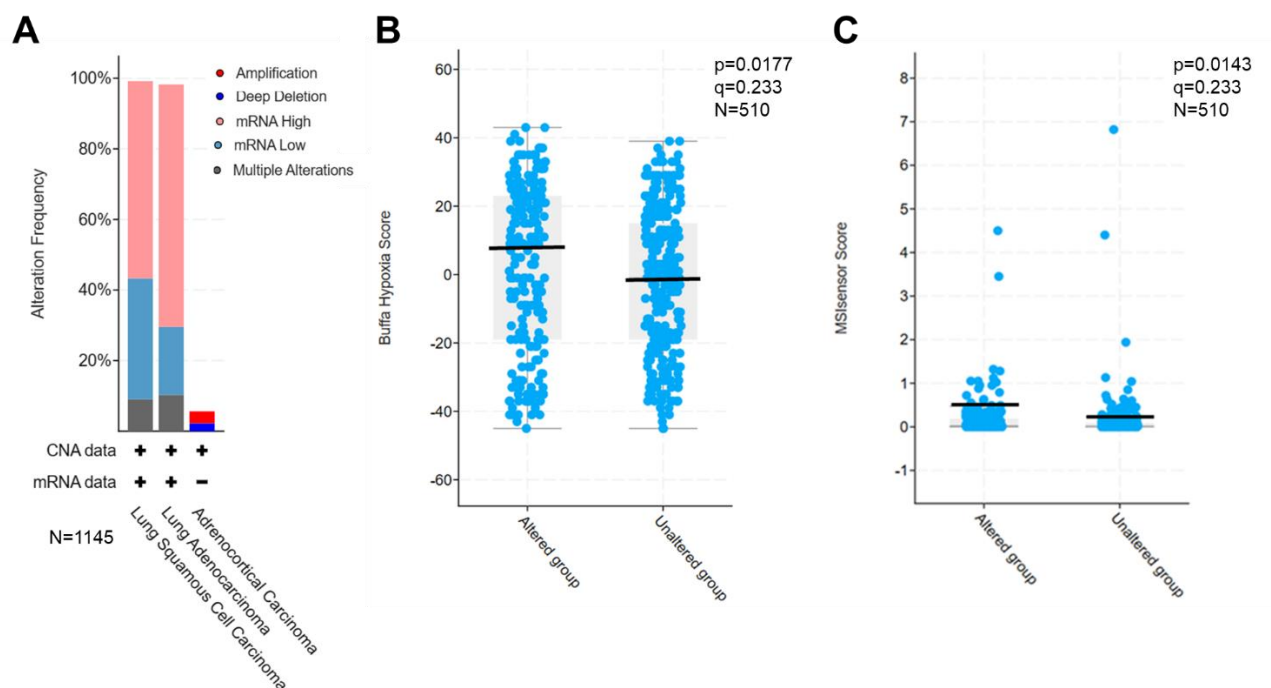 A
Alteration Frequency
100%
80%
60%
40%
20%
Amplification
Deep Deletion
mRNA High
mRNA Low
Multiple Alterations
CNA data + + +
mRNA data + + −
N=1145
Lung Squamous Cell Carcinoma
Lung Adenocarcinoma
Adrenocortical Carcinoma
B
Buffa Hypoxia Score
60
40
20
0
-20
-40
-60
p=0.0177
q=0.233
N=510
Altered group
Unaltered group
C
MSIsensor Score
8
7
6
5
4
3
2
1
0
-1
p=0.0143
q=0.233
N=510
Altered group
Unaltered group